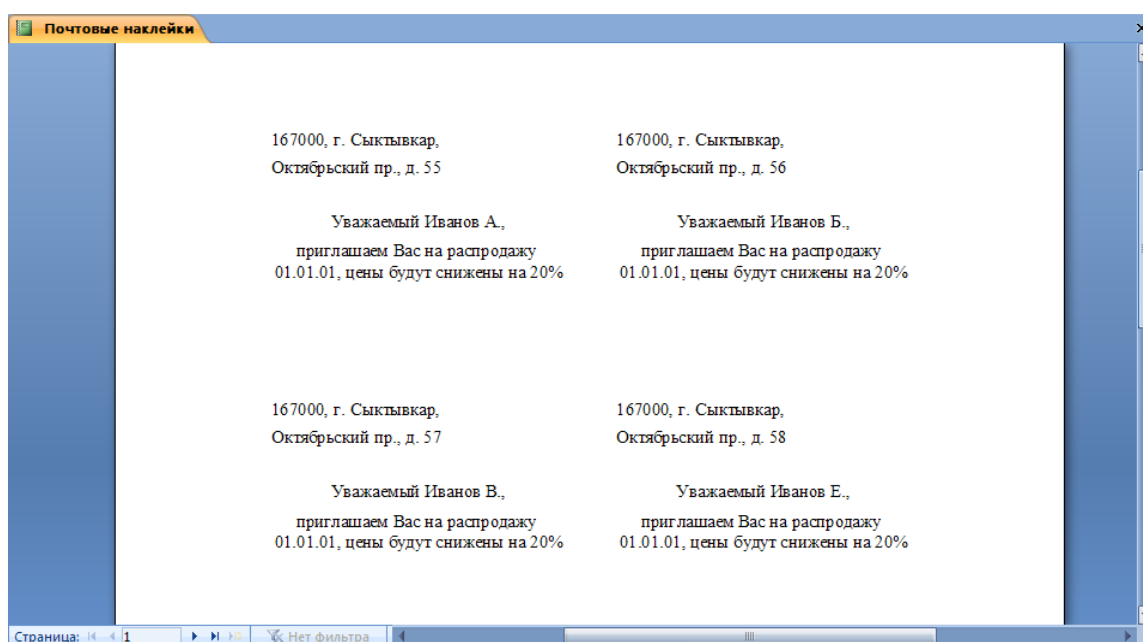 Почтовые наклейки
167000, г. Сыктывкар,
Октябрьский пр., д. 55
Уважаемый Иванов А.,
приглашаем Вас на распродажу
01.01.01, цены будут снижены на 20%
167000, г. Сыктывкар,
Октябрьский пр., д. 56
Уважаемый Иванов Б.,
приглашаем Вас на распродажу
01.01.01, цены будут снижены на 20%
167000, г. Сыктывкар,
Октябрьский пр., д. 57
Уважаемый Иванов В.,
приглашаем Вас на распродажу
01.01.01, цены будут снижены на 20%
167000, г. Сыктывкар,
Октябрьский пр., д. 58
Уважаемый Иванов Е.,
приглашаем Вас на распродажу
01.01.01, цены будут снижены на 20%
Страница: 1 Нет фильтра